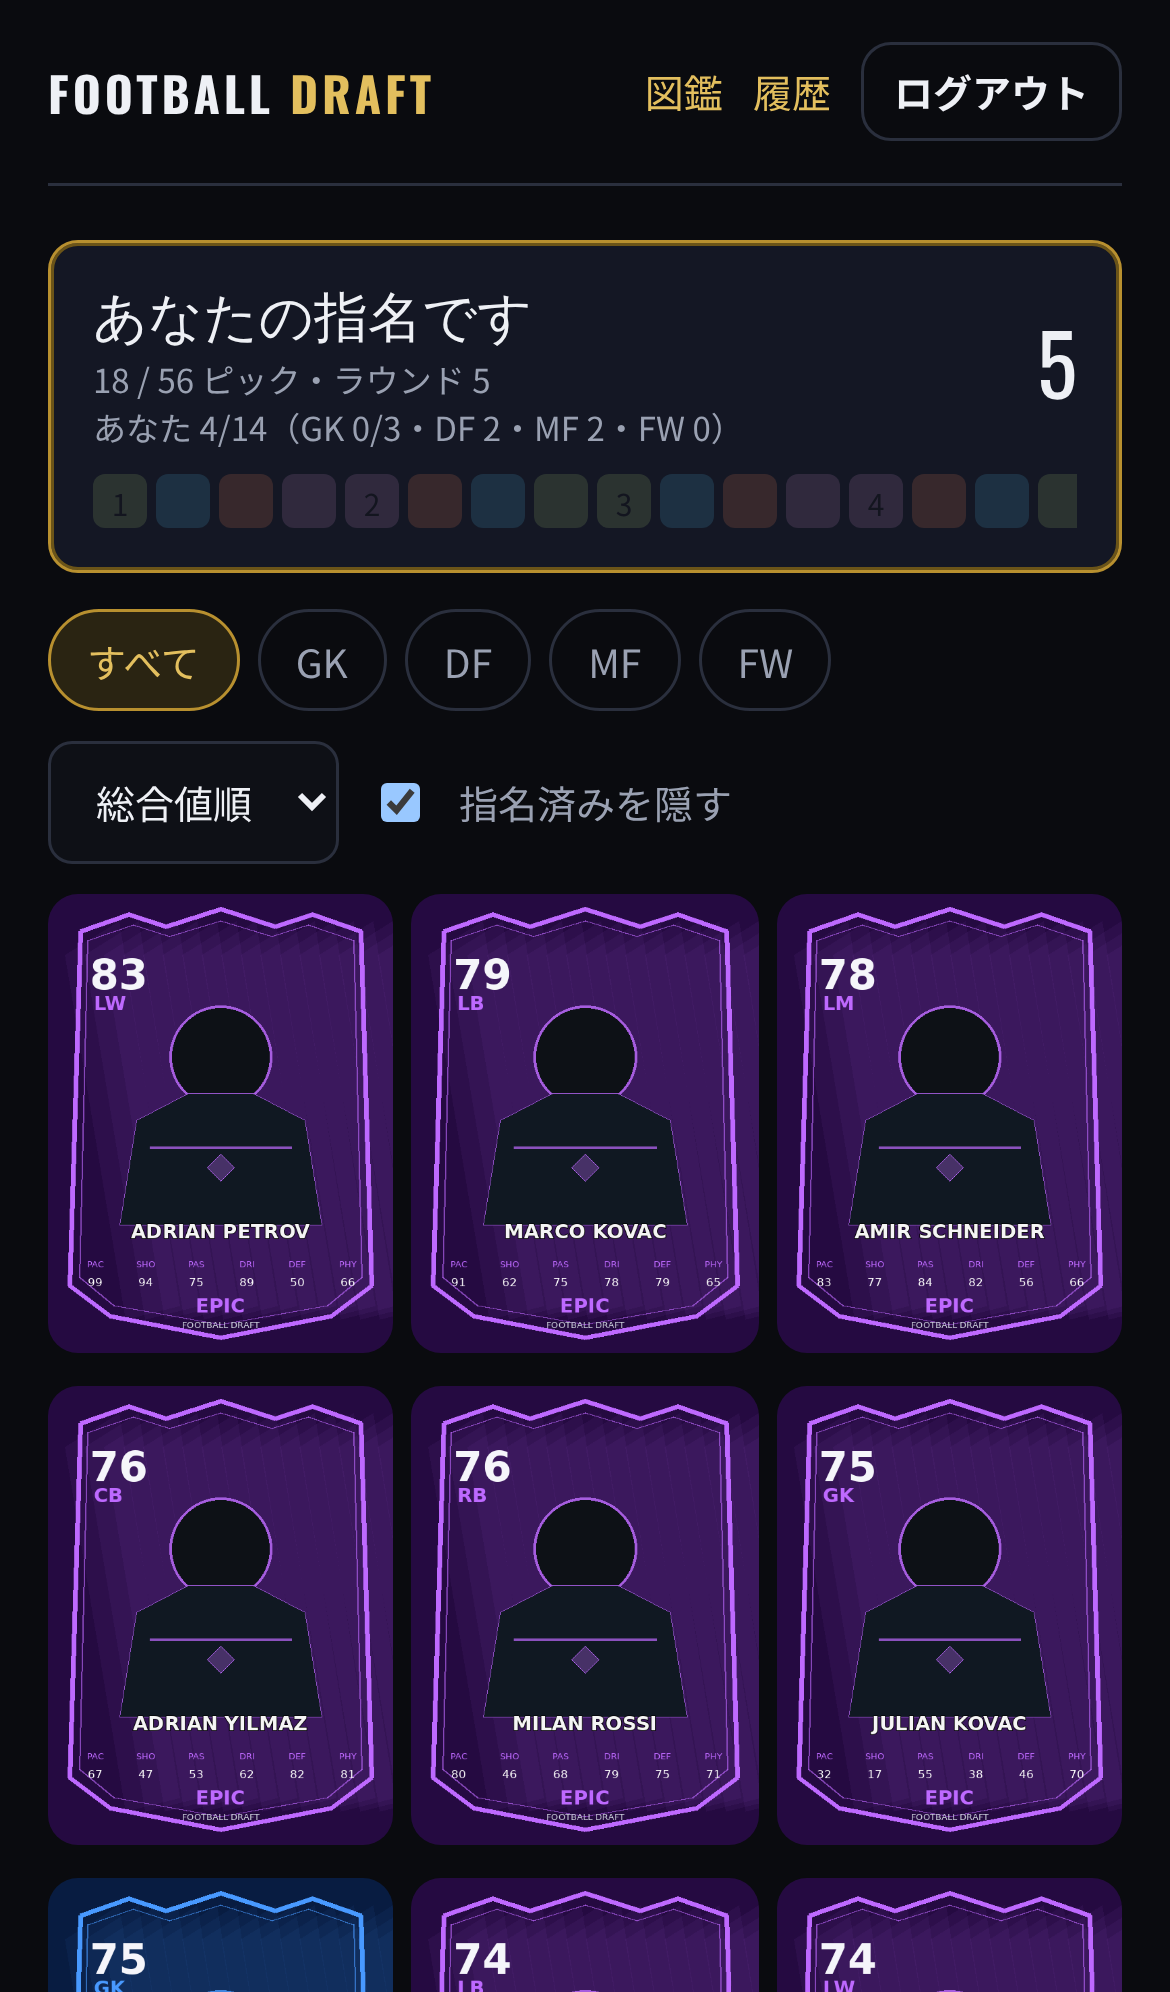 FOOTBALL DRAFT 図鑑 履歴 ログアウト
あなたの指名です
5
18 / 56 ピック・ラウンド 5
あなた 4/14（GK 0/3・DF 2・MF 2・FW 0）
1 2 3 4
すべて GK DF MF FW
総合値順 指名済みを隠す
83
LW
ADRIAN PETROV
PAC SHO PAS DRI DEF PHY
99 94 75 89 50 66
EPIC
FOOTBALL DRAFT
79
LB
MARCO KOVAC
PAC SHO PAS DRI DEF PHY
91 62 75 78 79 65
EPIC
FOOTBALL DRAFT
78
LM
AMIR SCHNEIDER
PAC SHO PAS DRI DEF PHY
83 77 84 82 56 66
EPIC
FOOTBALL DRAFT
76
CB
ADRIAN YILMAZ
PAC SHO PAS DRI DEF PHY
67 47 53 62 82 81
EPIC
FOOTBALL DRAFT
76
RB
MILAN ROSSI
PAC SHO PAS DRI DEF PHY
80 46 68 79 75 71
EPIC
FOOTBALL DRAFT
75
GK
JULIAN KOVAC
PAC SHO PAS DRI DEF PHY
32 17 55 38 46 70
EPIC
FOOTBALL DRAFT
75
GK
74
LB
74
LW